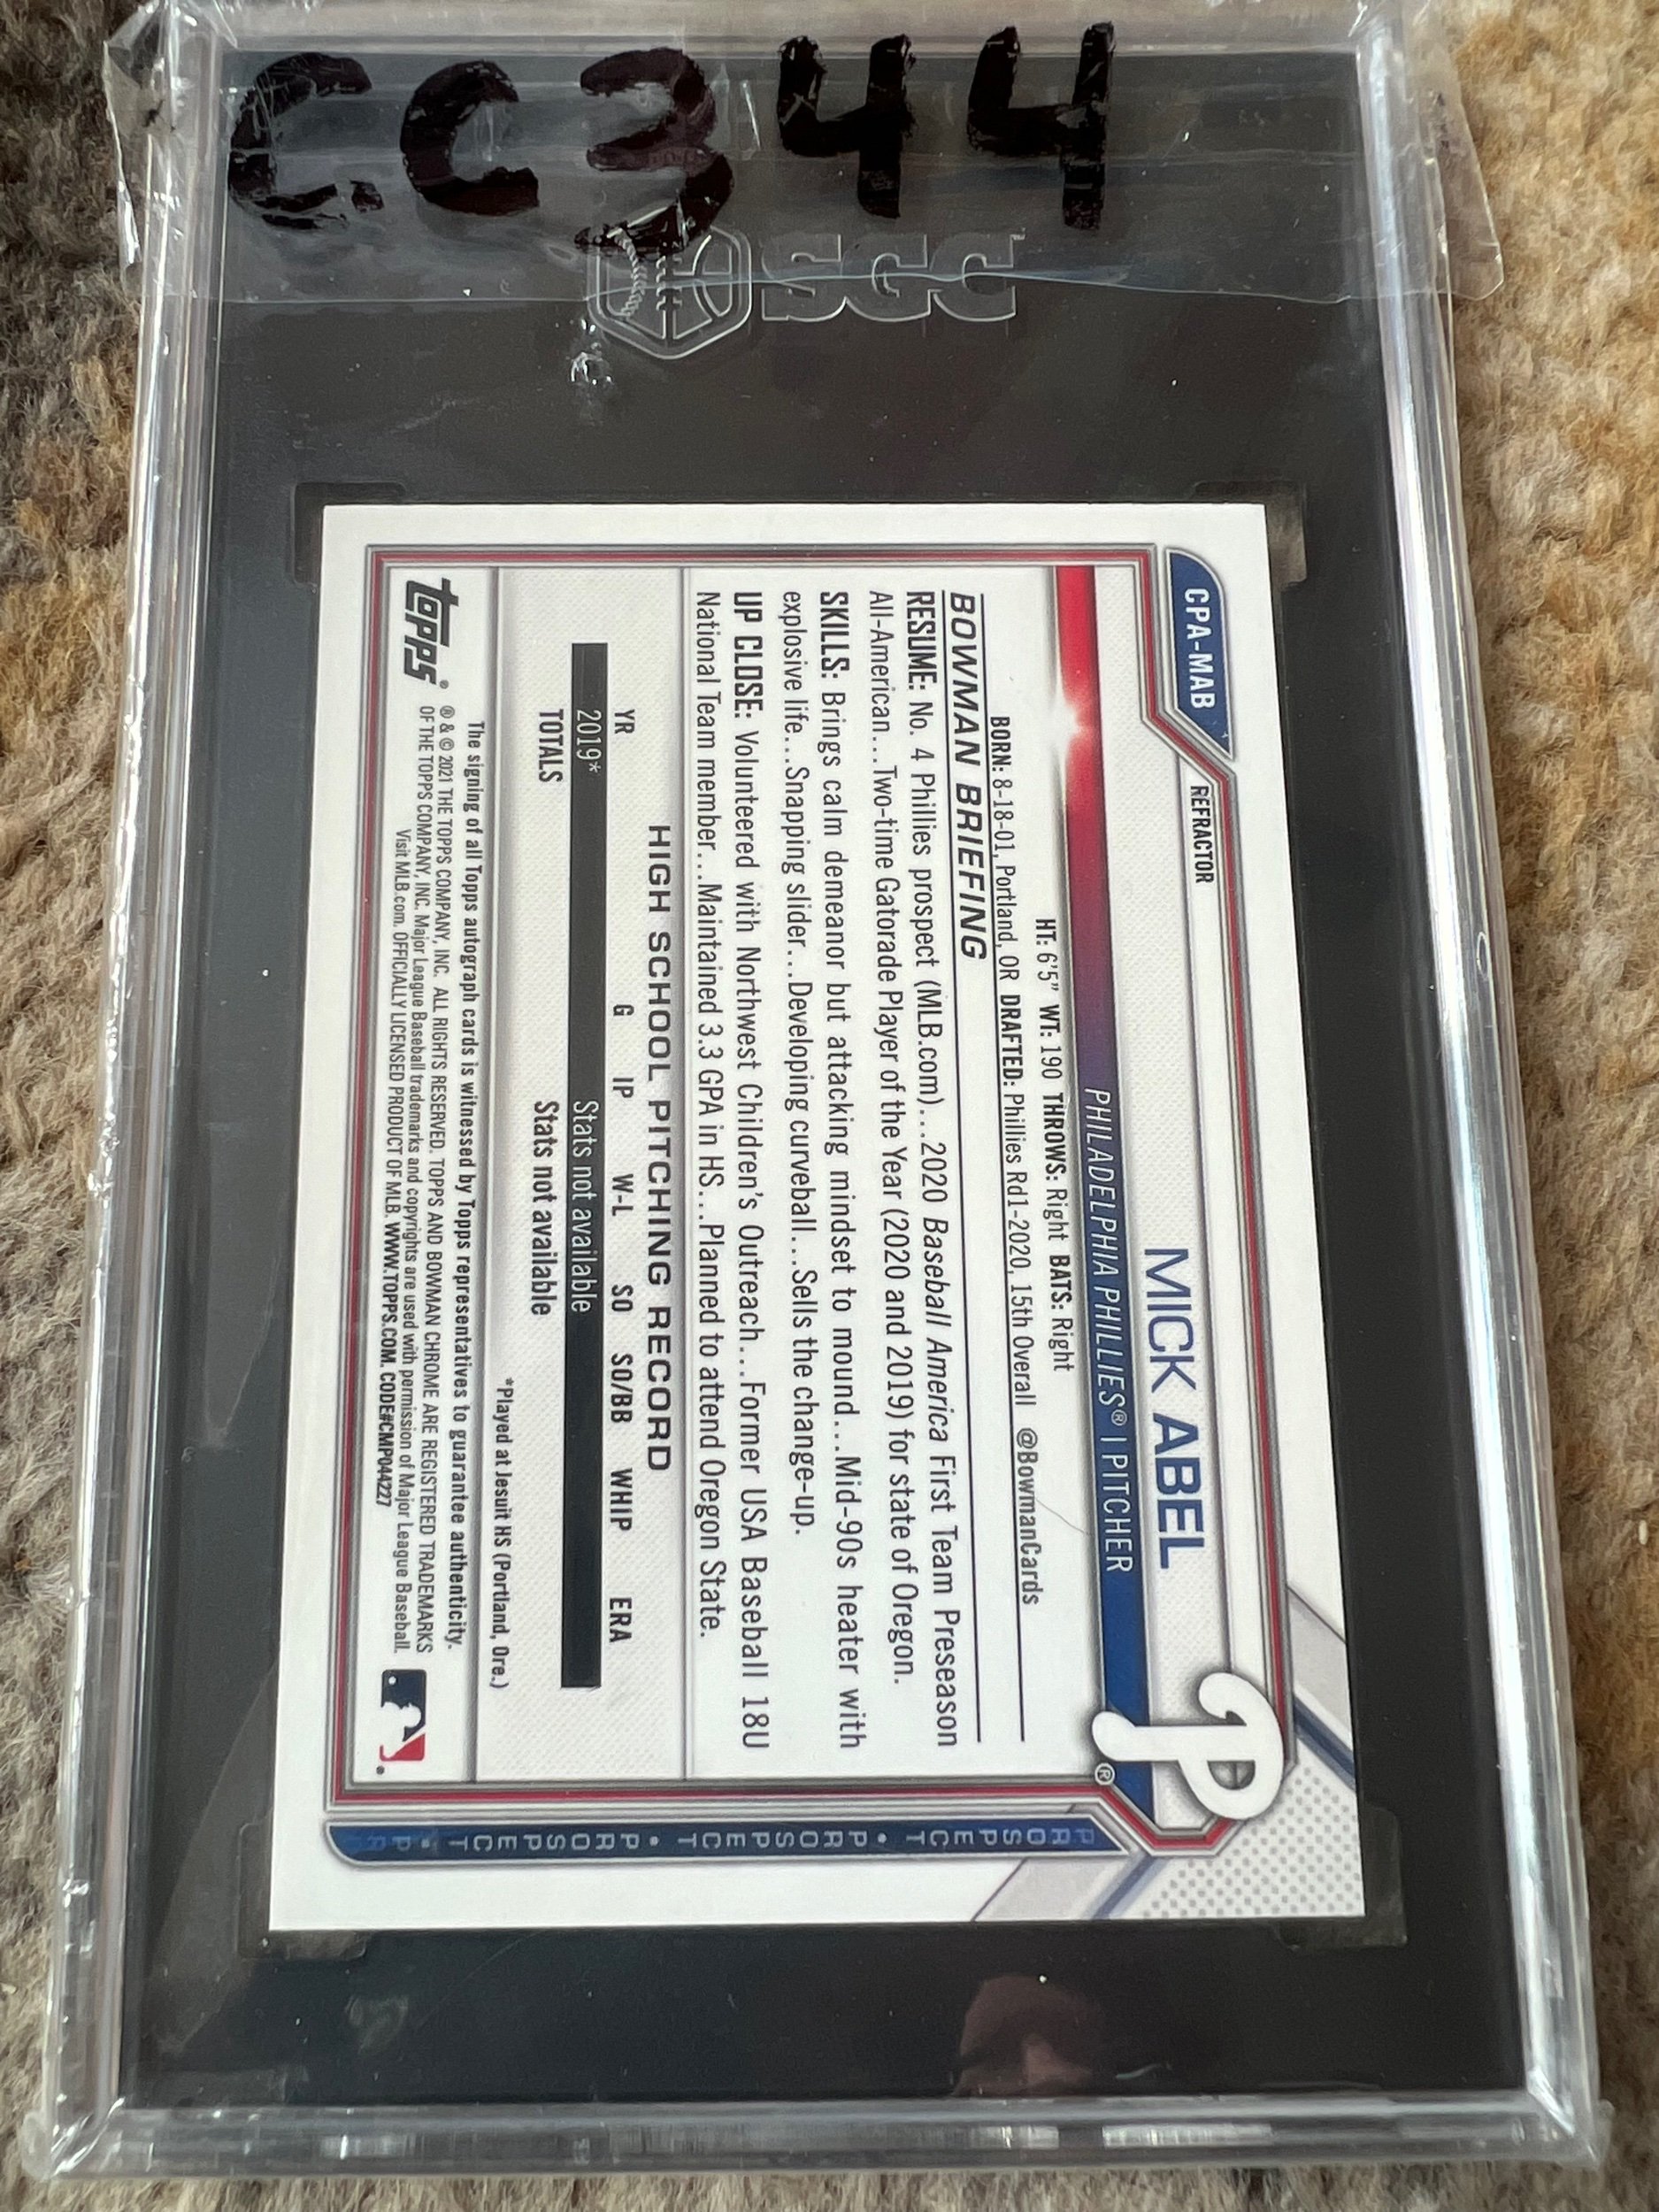 CC344
SGC
CPA-MAB
REFRACTOR
MICK ABEL
PHILADELPHIA PHILLIES® | PITCHER
P
®
HT: 6'5" WT: 190 THROWS: Right BATS: Right
BORN: 8-18-01, Portland, OR DRAFTED: Phillies Rd1-2020, 15th Overall @BowmanCards
BOWMAN BRIEFING
RESUME: No. 4 Phillies prospect (MLB.com)...2020 Baseball America First Team Preseason
All-American...Two-time Gatorade Player of the Year (2020 and 2019) for state of Oregon.
SKILLS: Brings calm demeanor but attacking mindset to mound...Mid-90s heater with
explosive life...Snapping slider...Developing curveball...Sells the change-up.
UP CLOSE: Volunteered with Northwest Children's Outreach...Former USA Baseball 18U
National Team member...Maintained 3.3 GPA in HS...Planned to attend Oregon State.
HIGH SCHOOL PITCHING RECORD
YR G IP W-L SO SO/BB WHIP ERA
2019* Stats not available
TOTALS Stats not available
*Played at Jesuit HS (Portland, Ore.)
The signing of all Topps autograph cards is witnessed by Topps representatives to guarantee authenticity.
topps®
® & © 2021 THE TOPPS COMPANY, INC. ALL RIGHTS RESERVED. TOPPS AND BOWMAN CHROME ARE REGISTERED TRADEMARKS
OF THE TOPPS COMPANY, INC. Major League Baseball trademarks and copyrights are used with permission of Major League Baseball.
Visit MLB.com. OFFICIALLY LICENSED PRODUCT OF MLB. WWW.TOPPS.COM. CODE#CMP044227
PROSPECT • PROSPECT • PROSPECT • PR